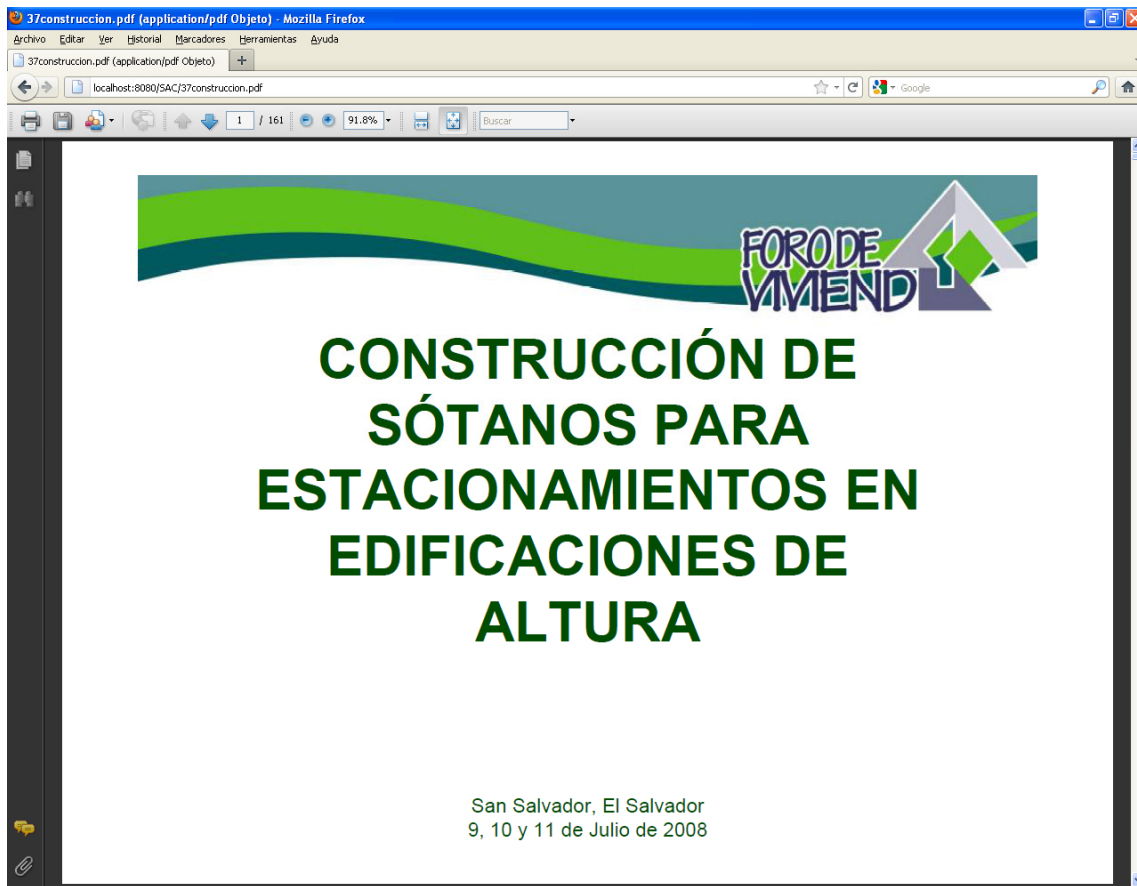 37construccion.pdf (application/pdf Objeto) - Mozilla Firefox
Archivo Editar Ver Historial Marcadores Herramientas Ayuda
37construccion.pdf (application/pdf Objeto)
localhost:8080/SAC/37construccion.pdf
Google
1 / 161
91.8%
Buscar
FORO DE
VIVIEND
CONSTRUCCIÓN DE
SÓTANOS PARA
ESTACIONAMIENTOS EN
EDIFICACIONES DE
ALTURA
San Salvador, El Salvador
9, 10 y 11 de Julio de 2008